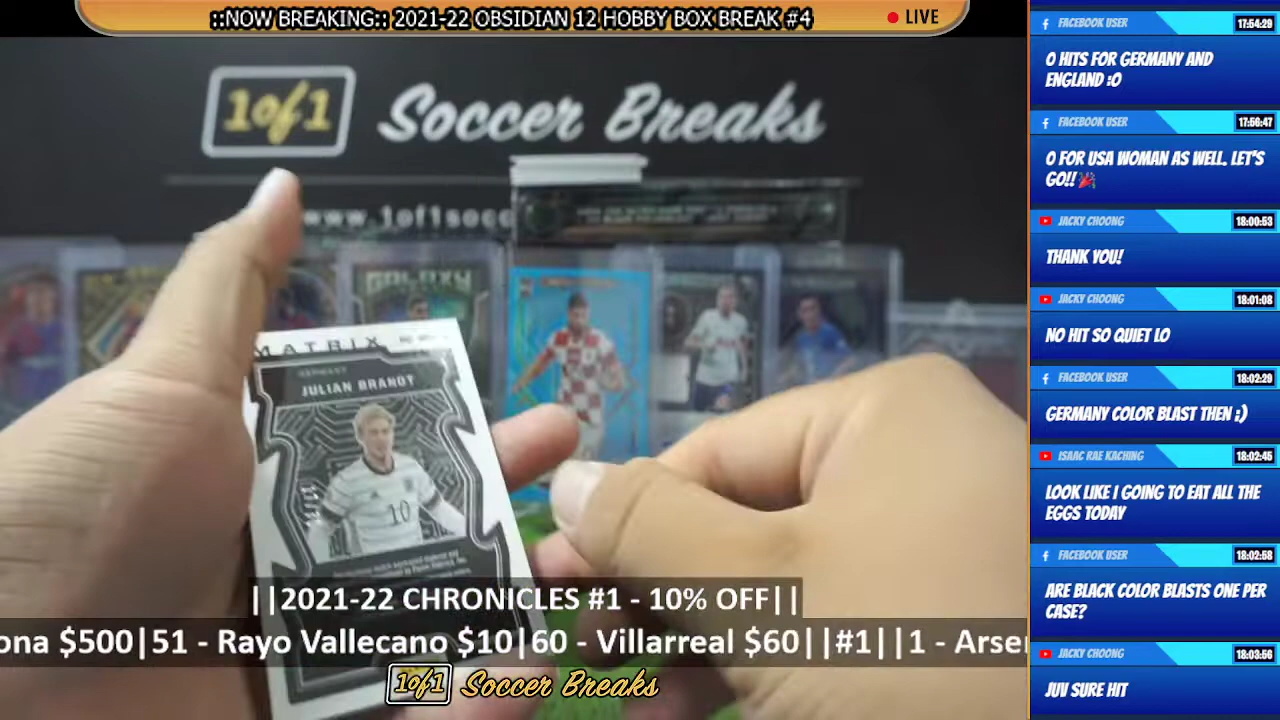 ::NOW BREAKING:: 2021-22 OBSIDIAN 12 HOBBY BOX BREAK #4
LIVE
1of1 Soccer Breaks
www.1of1socc
GALAXY
MATRIX
GERMANY
JULIAN BRANDT
10
||2021-22 CHRONICLES #1 - 10% OFF||
ona $500|51 - Rayo Vallecano $10|60 - Villarreal $60||#1||1 - Arse
1of1 Soccer Breaks
FACEBOOK USER 17:54:29
0 HITS FOR GERMANY AND
ENGLAND :O
FACEBOOK USER 17:56:47
0 FOR USA WOMAN AS WELL. LET'S
GO!! 🎉
JACKY CHOONG 18:00:53
THANK YOU!
JACKY CHOONG 18:01:08
NO HIT SO QUIET LO
FACEBOOK USER 18:02:29
GERMANY COLOR BLAST THEN ;)
ISAAC RAE KACHING 18:02:45
LOOK LIKE I GOING TO EAT ALL THE
EGGS TODAY
FACEBOOK USER 18:02:58
ARE BLACK COLOR BLASTS ONE PER
CASE?
JACKY CHOONG 18:03:56
JUV SURE HIT